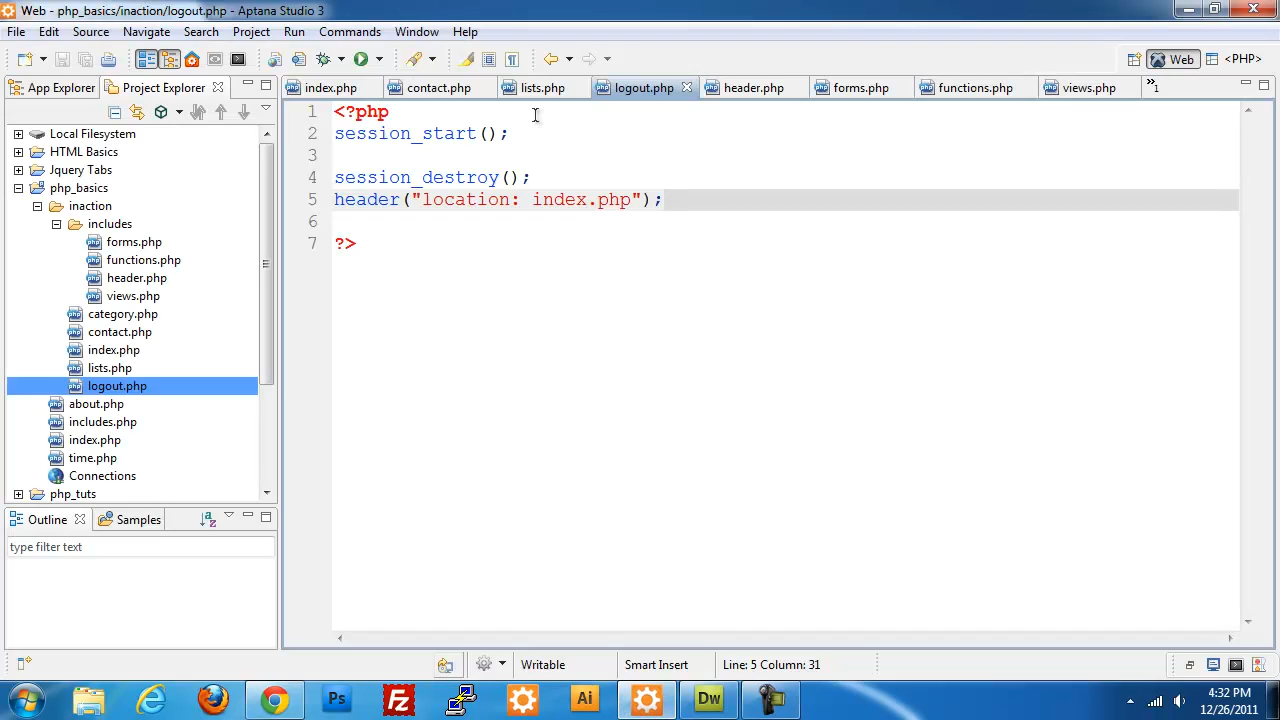 Web - php_basics/inaction/logout.php - Aptana Studio 3
File Edit Source Navigate Search Project Run Commands Window Help
Web <PHP>
App Explorer Project Explorer
index.php contact.php lists.php logout.php header.php forms.php functions.php views.php »1
Local Filesystem
HTML Basics
Jquery Tabs
php_basics
inaction
includes
forms.php
functions.php
header.php
views.php
category.php
contact.php
index.php
lists.php
logout.php
about.php
includes.php
index.php
time.php
Connections
php_tuts
1 <?php
2 session_start();
3
4 session_destroy();
5 header("location: index.php");
6
7 ?>
Outline Samples
type filter text
Writable Smart Insert Line: 5 Column: 31
Ps Fz Ai Dw
4:32 PM
12/26/2011